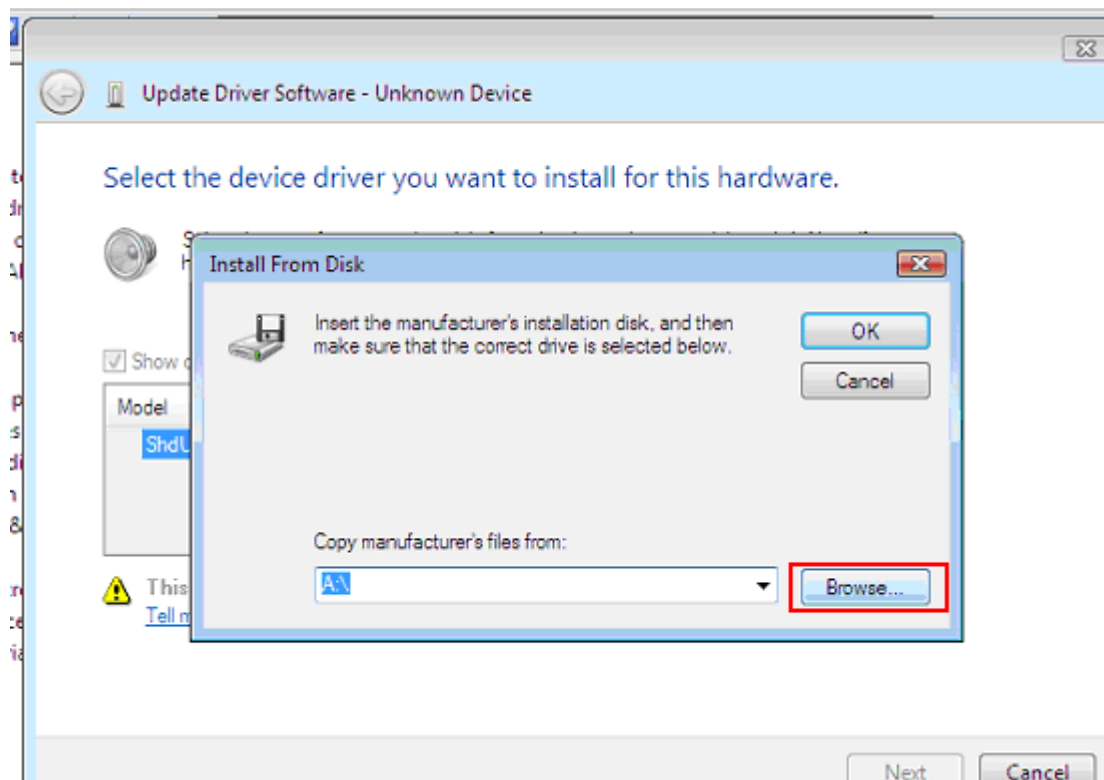 Update Driver Software - Unknown Device
Select the device driver you want to install for this hardware.
Install From Disk
Insert the manufacturer's installation disk, and then
make sure that the correct drive is selected below.
OK
Cancel
Show
Model
ShdU
Copy manufacturer's files from:
A:\
Browse...
This
Tell m
Next
Cancel